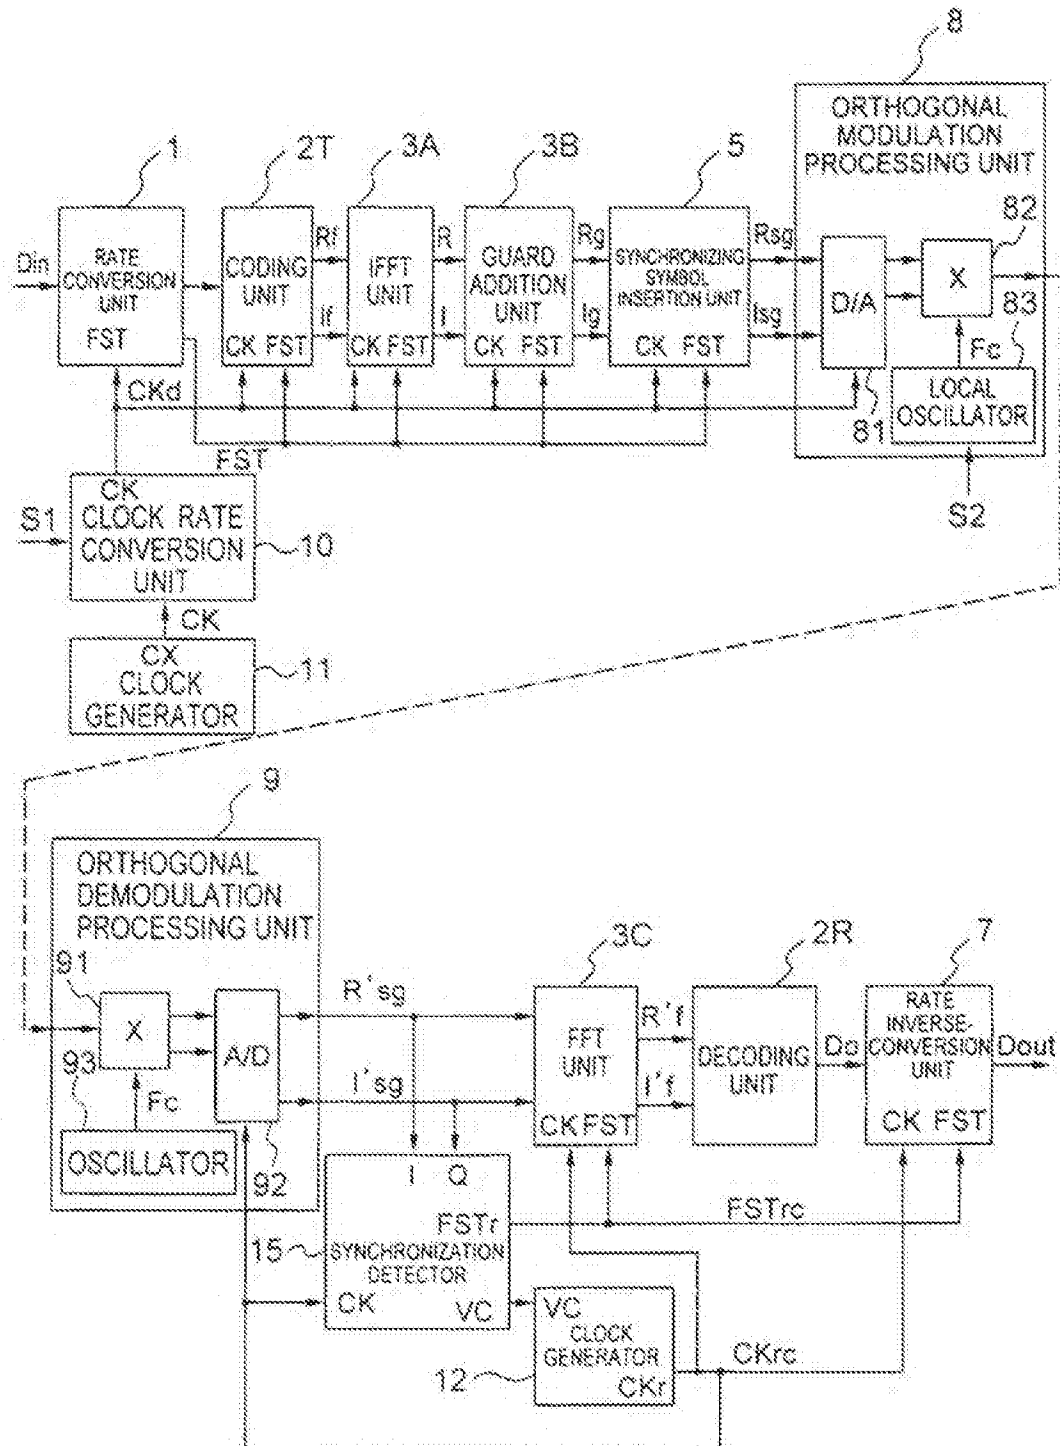 8
ORTHOGONAL
MODULATION
PROCESSING UNIT
1
2T
3A
3B
5
82
Din
RATE
CONVERSION
UNIT
FST
CODING
UNIT
CK FST
Rf
If
IFFT UNIT
CK FST
R
I
GUARD
ADDITION
UNIT
CK FST
Rg
Ig
SYNCHRONIZING
SYMBOL
INSERTION UNIT
CK FST
Rsg
Isg
D/A
X
83
Fc
LOCAL
OSCILLATOR
81
CKd
FST
S2
S1
CK
CLOCK RATE
CONVERSION
UNIT
10
CK
CX
CLOCK
GENERATOR
11
9
ORTHOGONAL
DEMODULATION
PROCESSING UNIT
91
X
93
Fc
OSCILLATOR
A/D
92
R'sg
I'sg
3C
FFT
UNIT
CK FST
R'f
I'f
2R
DECODING
UNIT
Do
7
RATE
INVERSE-
CONVERSION
UNIT
CK FST
Dout
I Q
FSTr
15
SYNCHRONIZATION
DETECTOR
CK
VC
FSTrc
VC
CLOCK
GENERATOR
CKr
12
CKrc